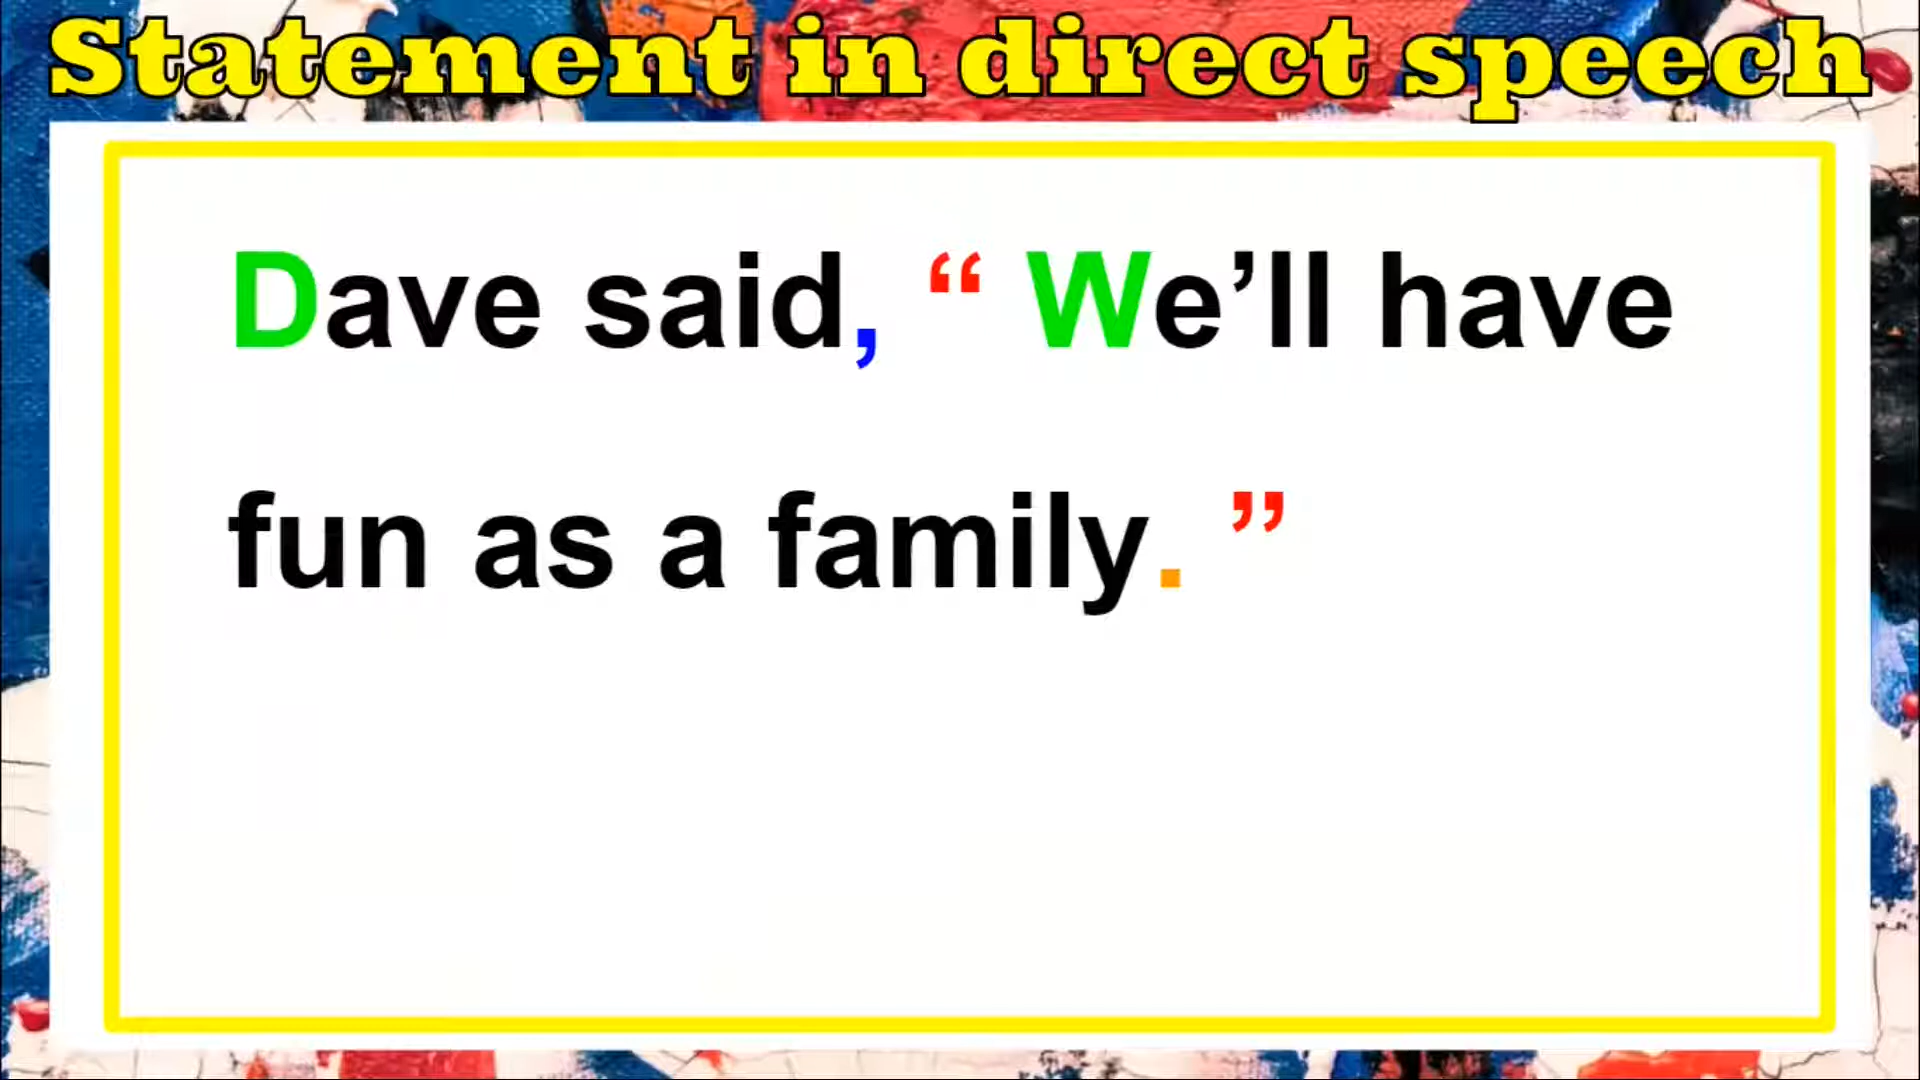 Statement in direct speech
Dave said, “ We’ll have
fun as a family. ”